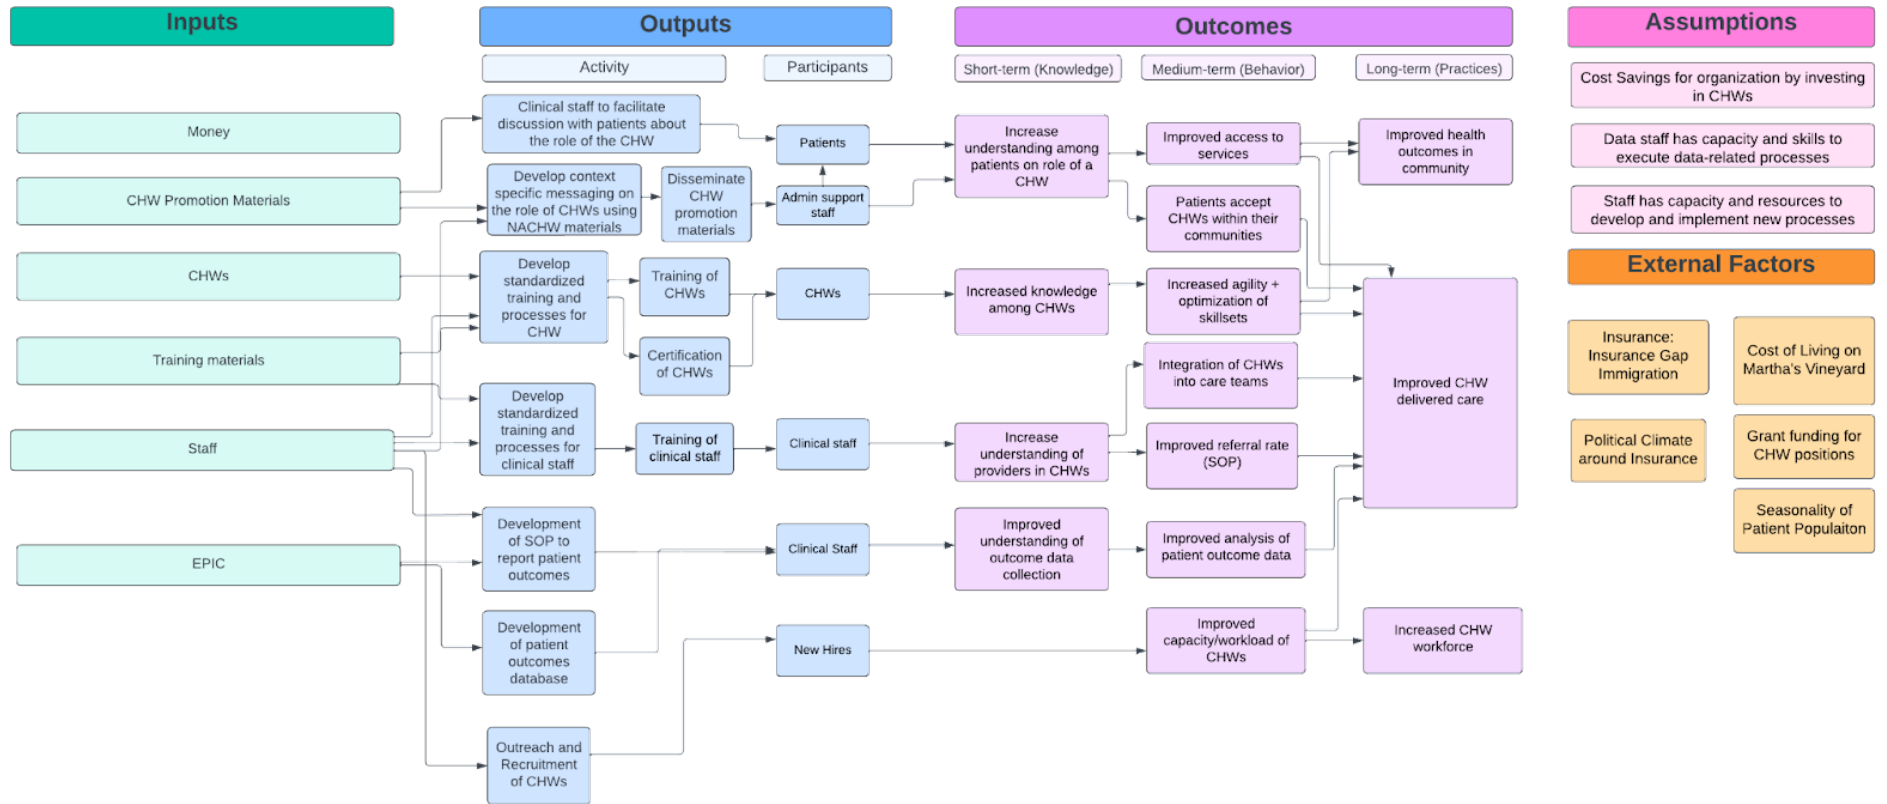 Inputs
Outputs
Outcomes
Assumptions
Activity
Participants
Short-term (Knowledge)
Medium-term (Behavior)
Long-term (Practices)
Money
CHW Promotion Materials
CHWs
Training materials
Staff
EPIC
Clinical staff to facilitate
discussion with patients about
the role of the CHW
Develop context
specific messaging on
the role of CHWs using
NACHW materials
Disseminate
CHW
promotion
materials
Develop
standardized
training and
processes for
CHW
Training of
CHWs
Certification
of CHWs
Develop
standardized
training and
processes for
clinical staff
Training of
clinical staff
Development
of SOP to
report patient
outcomes
Development
of patient
outcomes
database
Outreach and
Recruitment
of CHWs
Patients
Admin support
staff
CHWs
Clinical staff
Clinical Staff
New Hires
Increase
understanding among
patients on role of a
CHW
Increased knowledge
among CHWs
Increase
understanding of
providers in CHWs
Improved
understanding of
outcome data
collection
Improved access to
services
Patients accept
CHWs within their
communities
Increased agility +
optimization of
skillsets
Integration of CHWs
into care teams
Improved referral rate
(SOP)
Improved analysis of
patient outcome data
Improved
capacity/workload of
CHWs
Improved health
outcomes in
community
Improved CHW
delivered care
Increased CHW
workforce
Cost Savings for organization by investing
in CHWs
Data staff has capacity and skills to
execute data-related processes
Staff has capacity and resources to
develop and implement new processes
External Factors
Insurance:
Insurance Gap
Immigration
Cost of Living on
Martha's Vineyard
Political Climate
around Insurance
Grant funding for
CHW positions
Seasonality of
Patient Populaiton